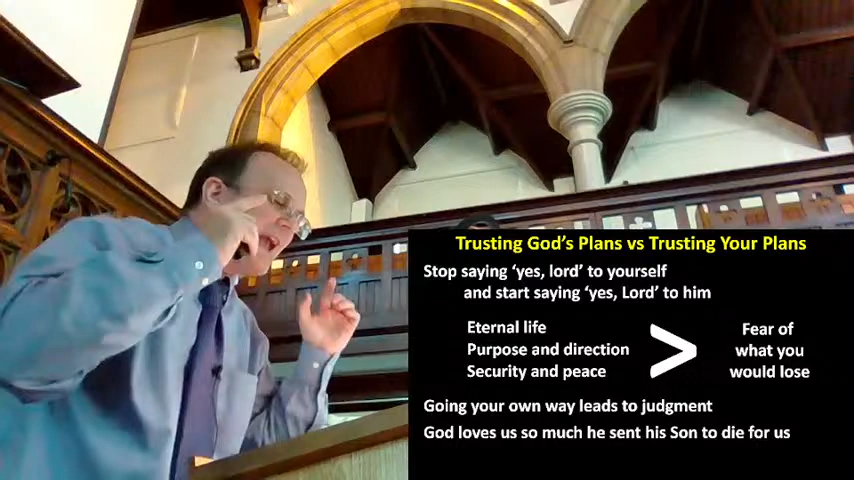 Trusting God's Plans vs Trusting Your Plans
Stop saying 'yes, lord' to yourself
and start saying 'yes, Lord' to him
Eternal life
Purpose and direction
Security and peace
>
Fear of
what you
would lose
Going your own way leads to judgment
God loves us so much he sent his Son to die for us